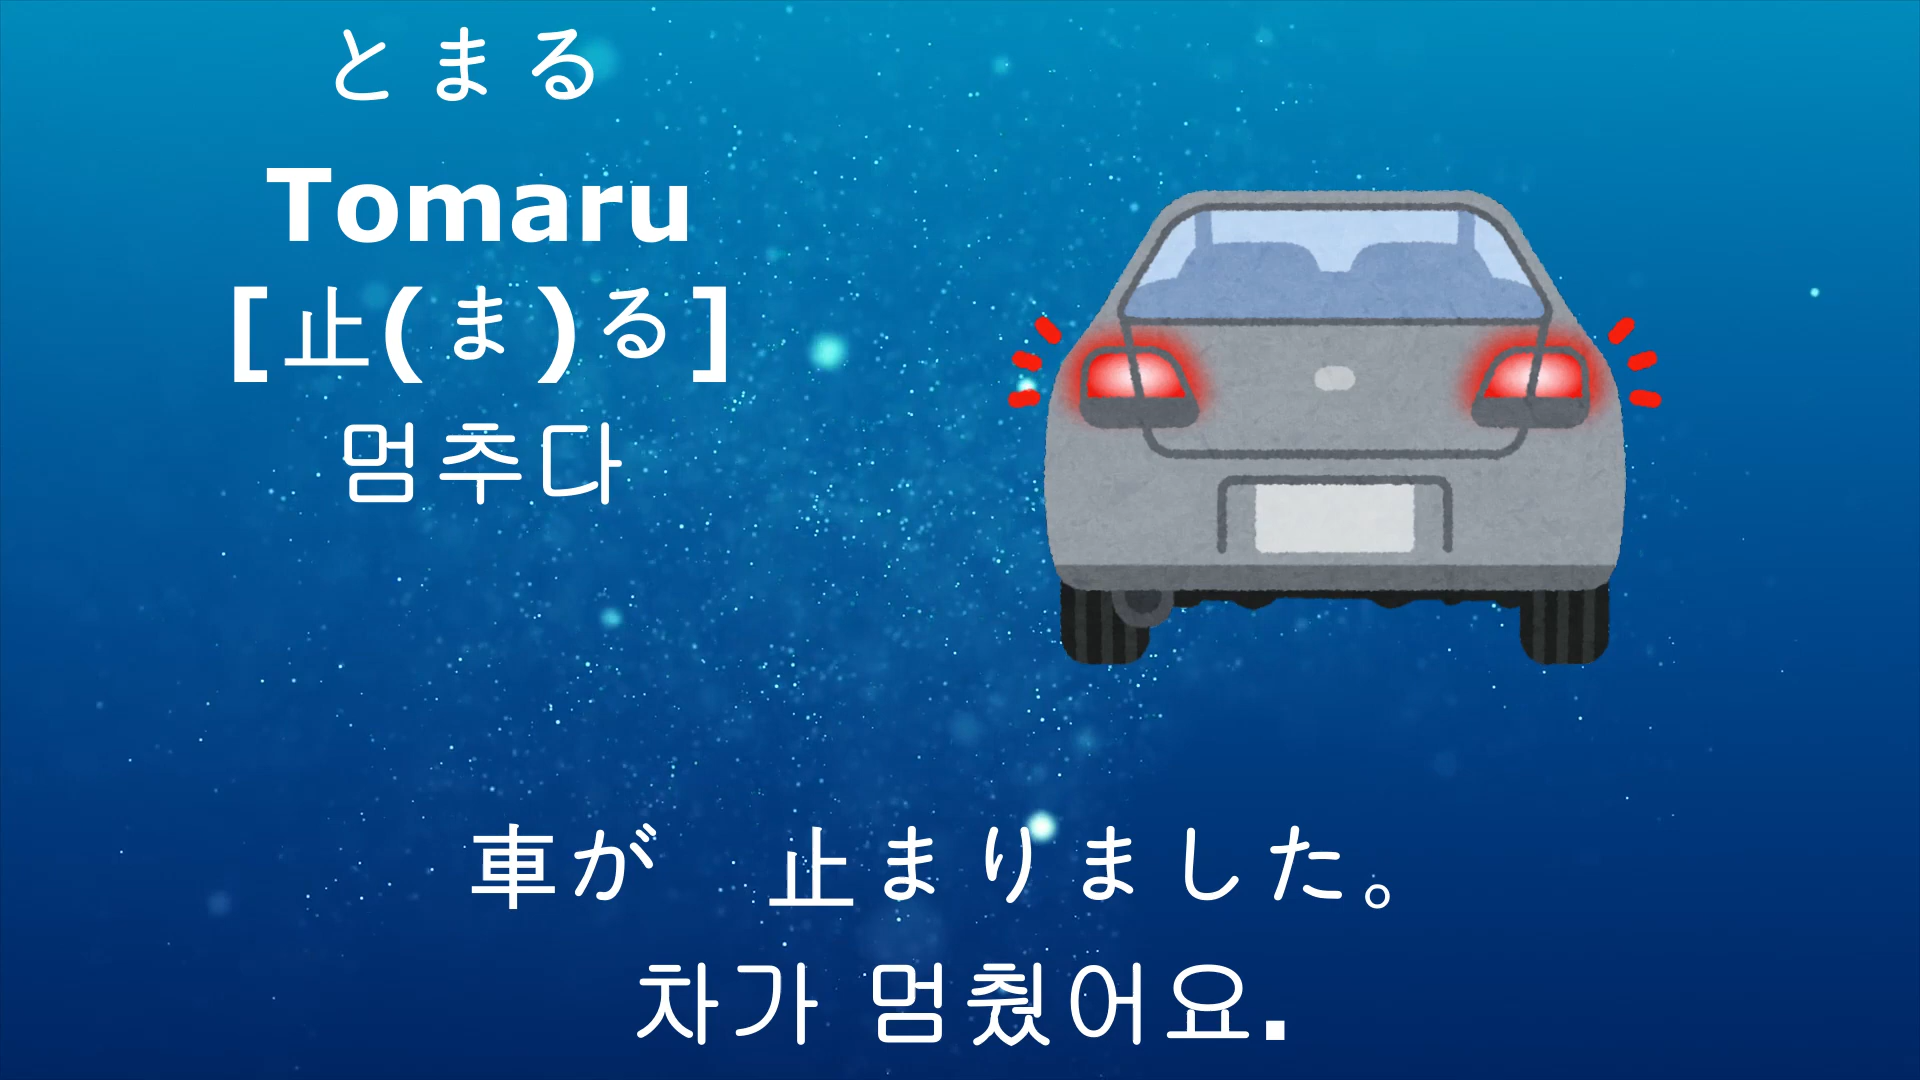 とまる
Tomaru
[止(ま)る]
멈추다
車が　止まりました。
차가 멈췄어요.